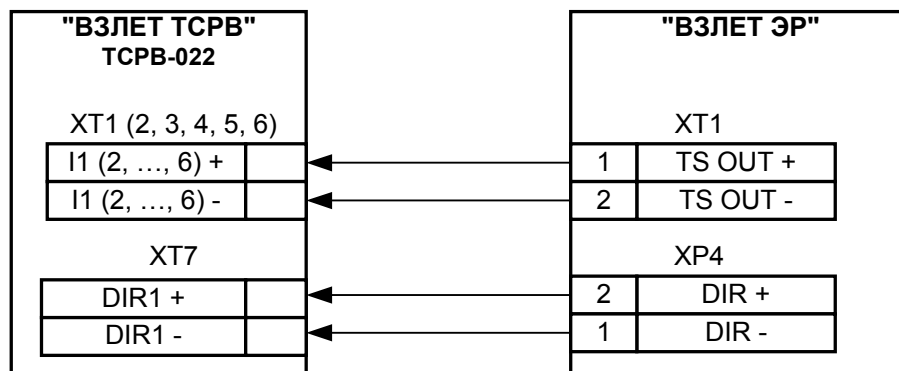 "ВЗЛЕТ ТСРВ"
ТСРВ-022
"ВЗЛЕТ ЭР"
XT1 (2, 3, 4, 5, 6)
I1 (2, …, 6) +
I1 (2, …, 6) -
XT1
1 TS OUT +
2 TS OUT -
XT7
DIR1 +
DIR1 -
XP4
2 DIR +
1 DIR -